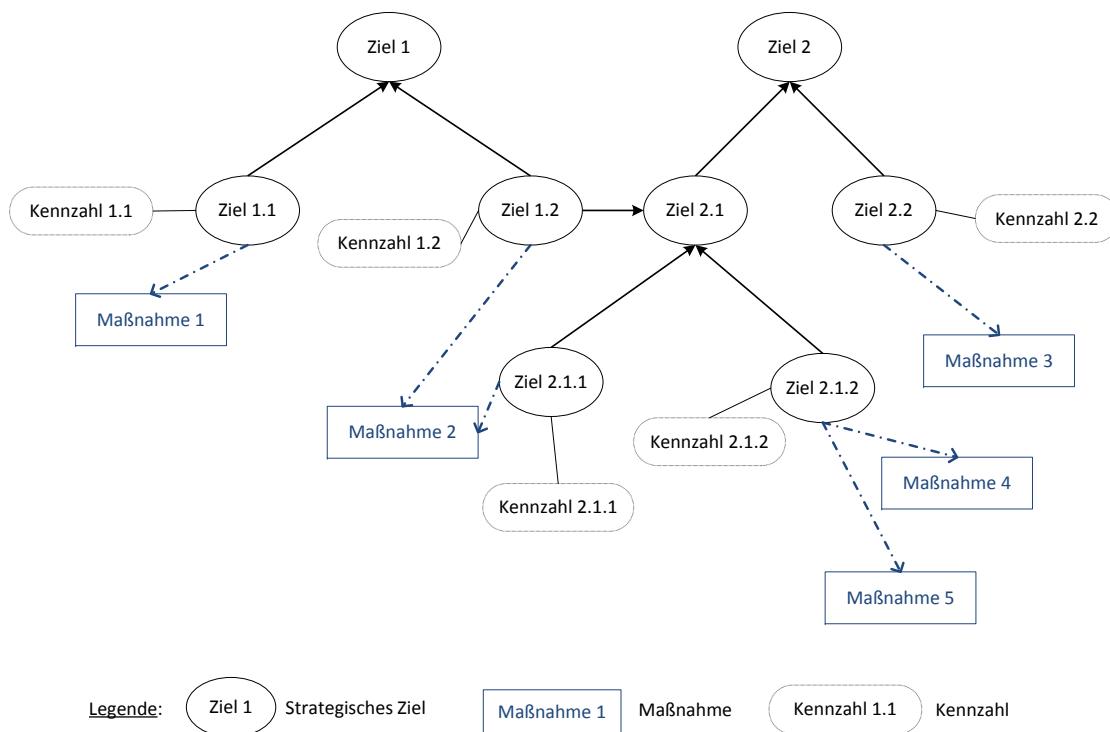 Ziel 1
Ziel 2
Kennzahl 1.1
Ziel 1.1
Kennzahl 1.2
Ziel 1.2
Ziel 2.1
Ziel 2.2
Kennzahl 2.2
Maßnahme 1
Maßnahme 3
Ziel 2.1.1
Ziel 2.1.2
Maßnahme 2
Kennzahl 2.1.2
Maßnahme 4
Kennzahl 2.1.1
Maßnahme 5
Legende: Ziel 1 Strategisches Ziel Maßnahme 1 Maßnahme Kennzahl 1.1 Kennzahl